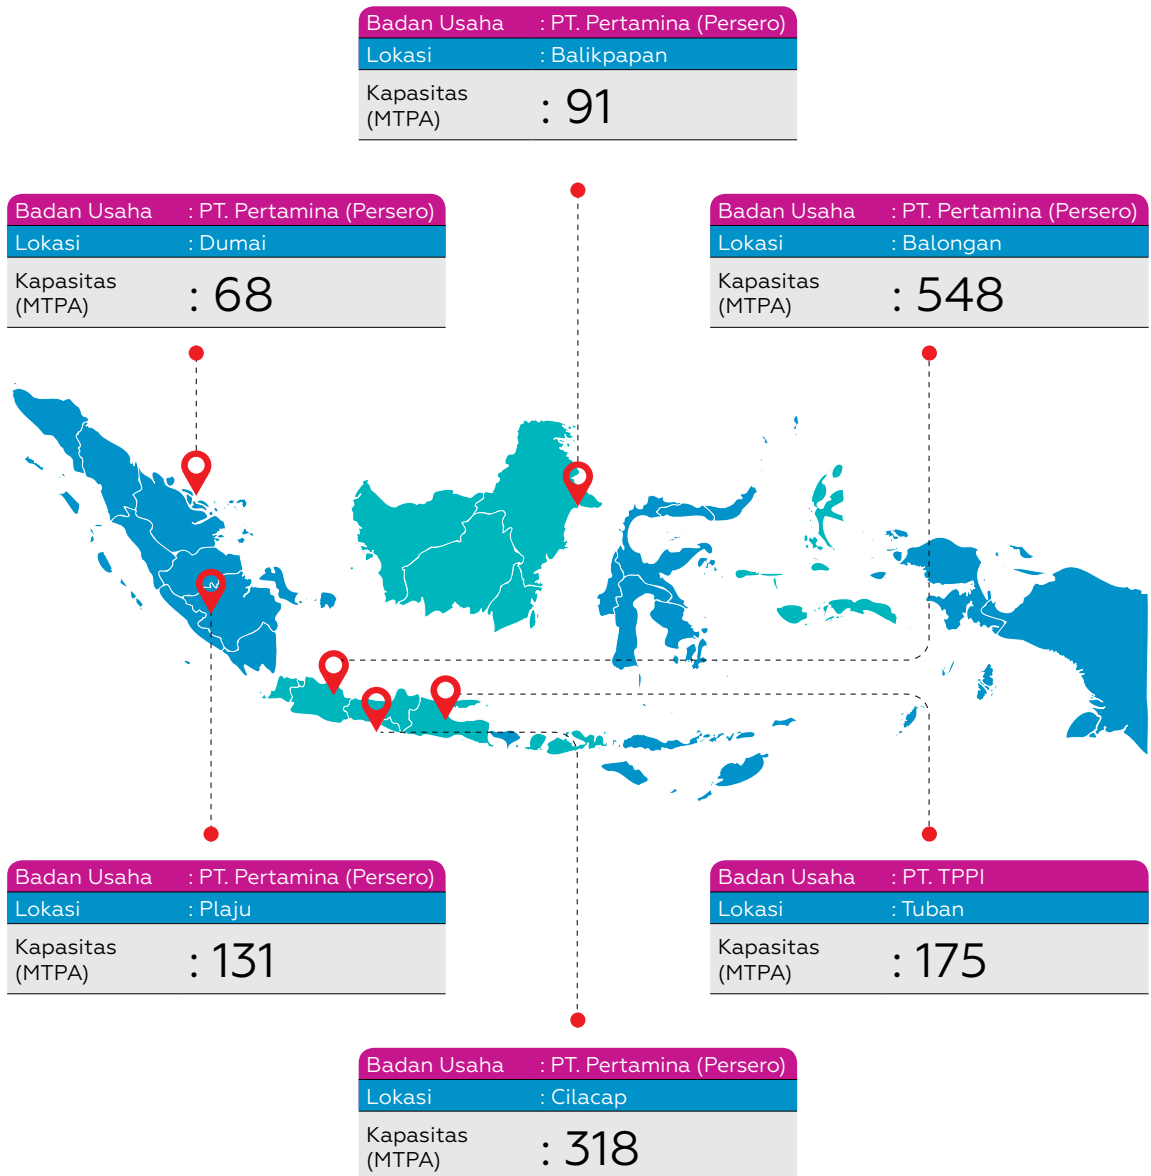 Badan Usaha : PT. Pertamina (Persero)
Lokasi : Balikpapan
Kapasitas
(MTPA) : 91
Badan Usaha : PT. Pertamina (Persero)
Lokasi : Dumai
Kapasitas
(MTPA) : 68
Badan Usaha : PT. Pertamina (Persero)
Lokasi : Balongan
Kapasitas
(MTPA) : 548
Badan Usaha : PT. Pertamina (Persero)
Lokasi : Plaju
Kapasitas
(MTPA) : 131
Badan Usaha : PT. TPPI
Lokasi : Tuban
Kapasitas
(MTPA) : 175
Badan Usaha : PT. Pertamina (Persero)
Lokasi : Cilacap
Kapasitas
(MTPA) : 318